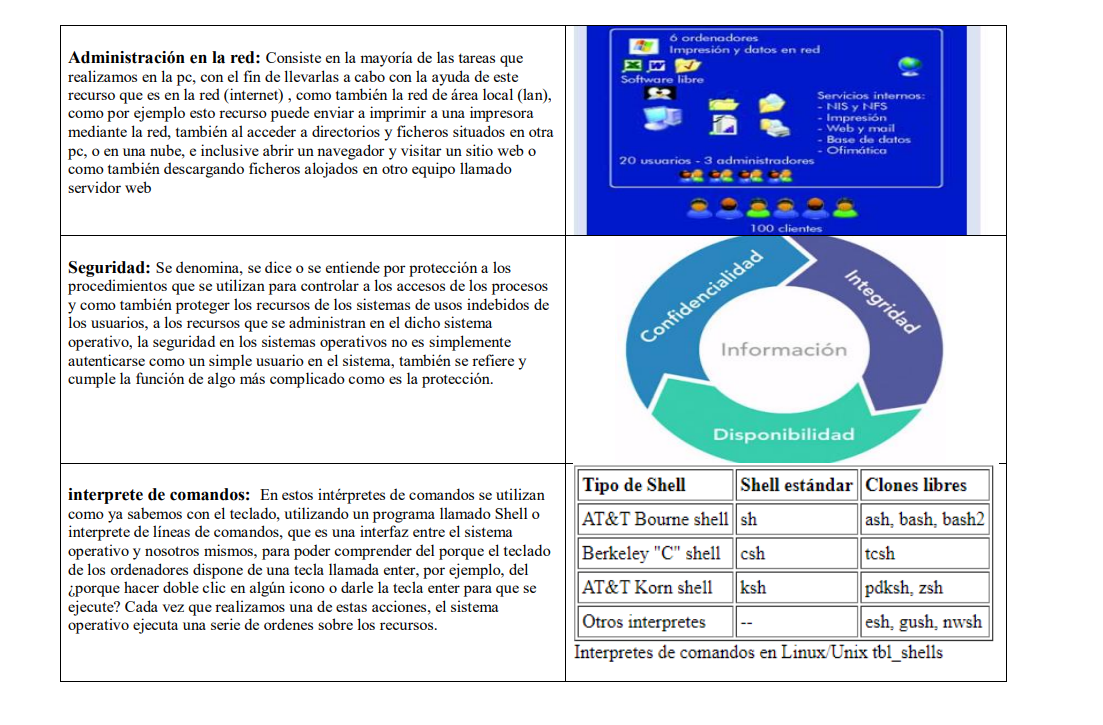 Administración en la red: Consiste en la mayoría de las tareas que
realizamos en la pc, con el fin de llevarlas a cabo con la ayuda de este
recurso que es en la red (internet) , como también la red de área local (lan),
como por ejemplo esto recurso puede enviar a imprimir a una impresora
mediante la red, también al acceder a directorios y ficheros situados en otra
pc, o en una nube, e inclusive abrir un navegador y visitar un sitio web o
como también descargando ficheros alojados en otro equipo llamado
servidor web
6 ordenadores
Impresión y datos en red
Software libre
Servicios internos:
- NIS y NFS
- Impresión
- Web y mail
- Base de datos
- Ofimática
20 usuarios - 3 administradores
100 clientes
Seguridad: Se denomina, se dice o se entiende por protección a los
procedimientos que se utilizan para controlar a los accesos de los procesos
y como también proteger los recursos de los sistemas de usos indebidos de
los usuarios, a los recursos que se administran en el dicho sistema
operativo, la seguridad en los sistemas operativos no es simplemente
autenticarse como un simple usuario en el sistema, también se refiere y
cumple la función de algo más complicado como es la protección.
Confidencialidad
Integridad
Información
Disponibilidad
interprete de comandos: En estos intérpretes de comandos se utilizan
como ya sabemos con el teclado, utilizando un programa llamado Shell o
interprete de líneas de comandos, que es una interfaz entre el sistema
operativo y nosotros mismos, para poder comprender del porque el teclado
de los ordenadores dispone de una tecla llamada enter, por ejemplo, del
¿porque hacer doble clic en algún icono o darle la tecla enter para que se
ejecute? Cada vez que realizamos una de estas acciones, el sistema
operativo ejecuta una serie de ordenes sobre los recursos.
Tipo de Shell Shell estándar Clones libres
AT&T Bourne shell sh ash, bash, bash2
Berkeley "C" shell csh tcsh
AT&T Korn shell ksh pdksh, zsh
Otros interpretes -- esh, gush, nwsh
Interpretes de comandos en Linux/Unix tbl_shells